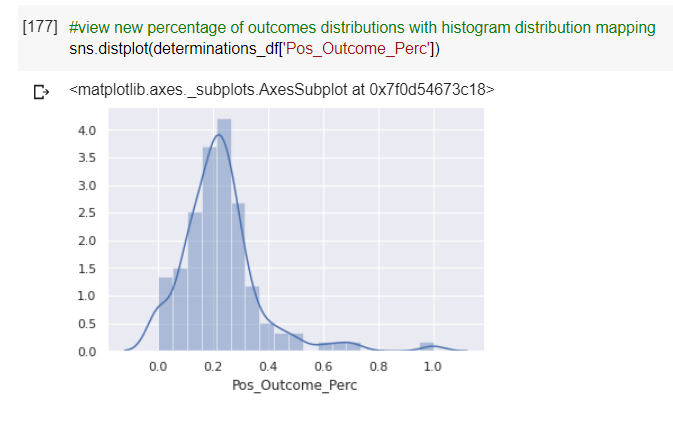 [177] #view new percentage of outcomes distributions with histogram distribution mapping
sns.distplot(determinations_df['Pos_Outcome_Perc'])
<matplotlib.axes._subplots.AxesSubplot at 0x7f0d54673c18>
4.0
3.5
3.0
2.5
2.0
1.5
1.0
0.5
0.0
0.0 0.2 0.4 0.6 0.8 1.0
Pos_Outcome_Perc